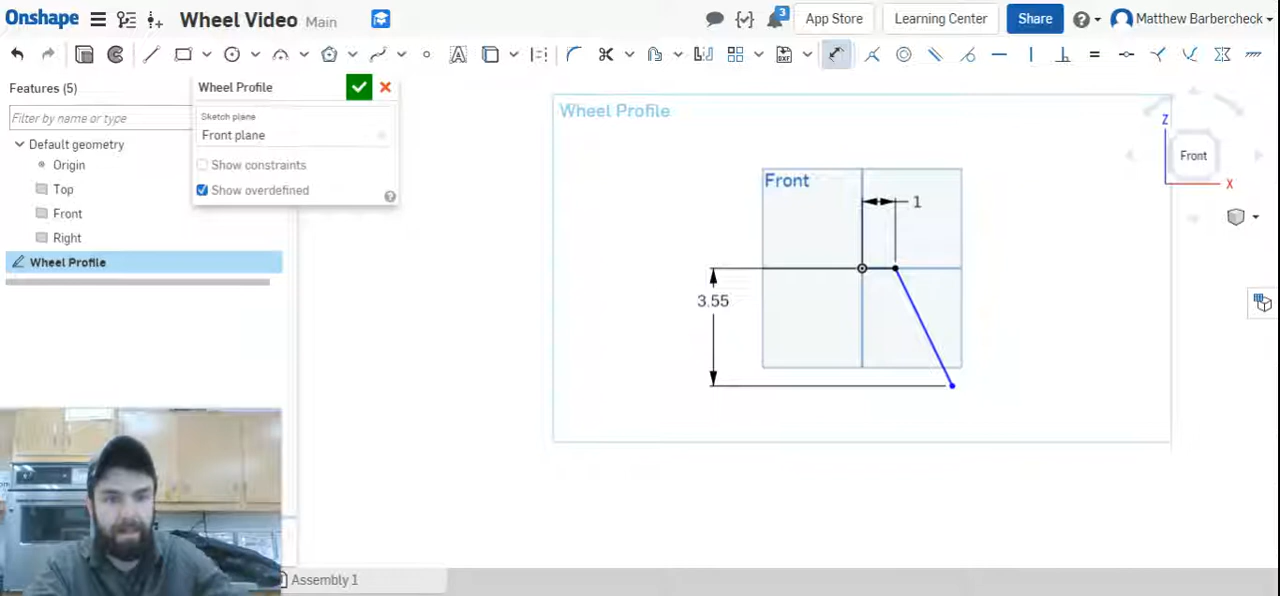 Onshape
Wheel Video Main
3
App Store
Learning Center
Share
Matthew Barbercheck
Features (5)
Filter by name or type
Default geometry
Origin
Top
Front
Right
Wheel Profile
Wheel Profile
Sketch plane
Front plane
Show constraints
Show overdefined
Wheel Profile
Front
1
3.55
Z
Front
X
Assembly 1